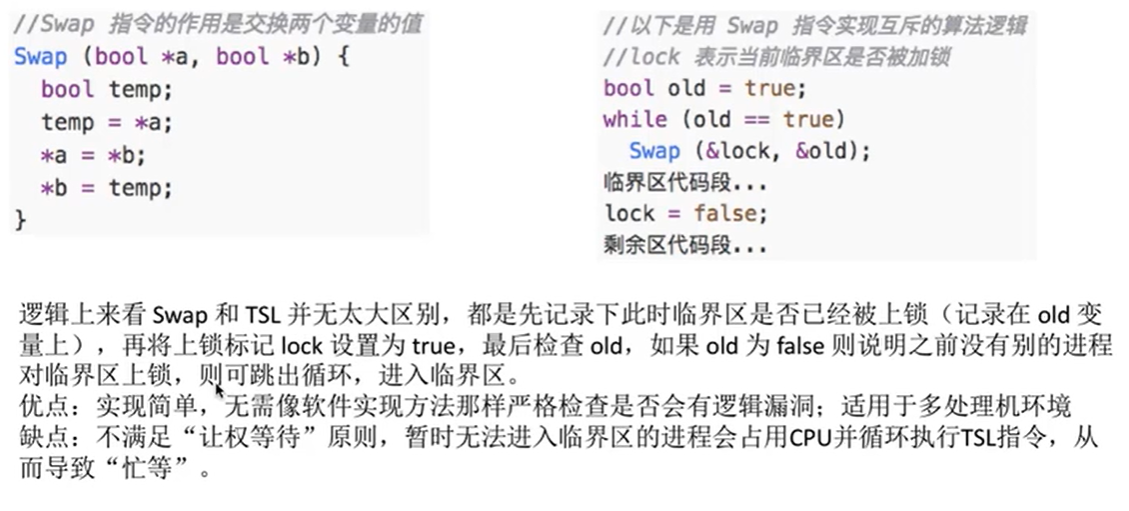 //Swap 指令的作用是交换两个变量的值
Swap (bool *a, bool *b) {
  bool temp;
  temp = *a;
  *a = *b;
  *b = temp;
}
//以下是用 Swap 指令实现互斥的算法逻辑
//lock 表示当前临界区是否被加锁
bool old = true;
while (old == true)
  Swap (&lock, &old);
临界区代码段...
lock = false;
剩余区代码段...
逻辑上来看 Swap 和 TSL 并无太大区别，都是先记录下此时临界区是否已经被上锁（记录在 old 变
量上），再将上锁标记 lock 设置为 true，最后检查 old，如果 old 为 false 则说明之前没有别的进程
对临界区上锁，则可跳出循环，进入临界区。
优点：实现简单，无需像软件实现方法那样严格检查是否会有逻辑漏洞；适用于多处理机环境
缺点：不满足“让权等待”原则，暂时无法进入临界区的进程会占用CPU并循环执行TSL指令，从
而导致“忙等”。